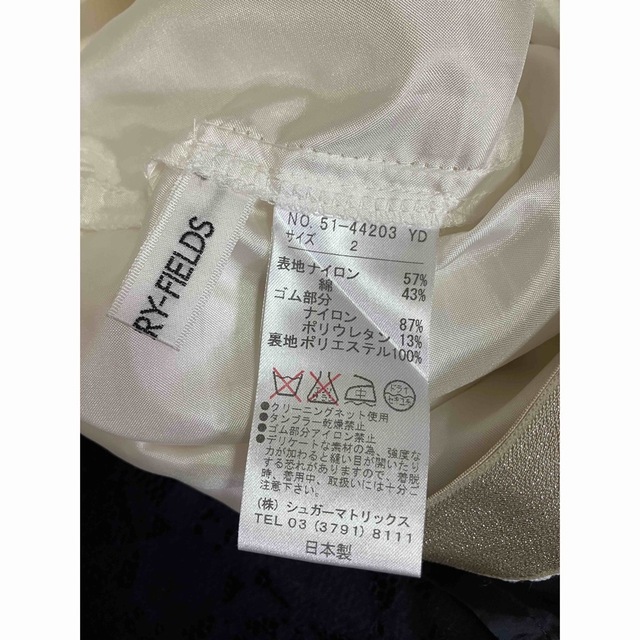 RY-FIELDS
NO. 51-44203 YD
サイズ 2
表地ナイロン 57%
綿 43%
ゴム部分
ナイロン 87%
ポリウレタン 13%
裏地ポリエステル100%
●クリーニングネット使用
●タンブラー乾燥禁止
●ゴム部分アイロン禁止
●デリケートな素材の為、強度な
力が加わると縫い目が開いたり
する恐れがありますので、着脱
時、着用中、取扱いには十分ご
注意下さい。
(株) シュガーマトリックス
TEL 03 (3791) 8111
日本製